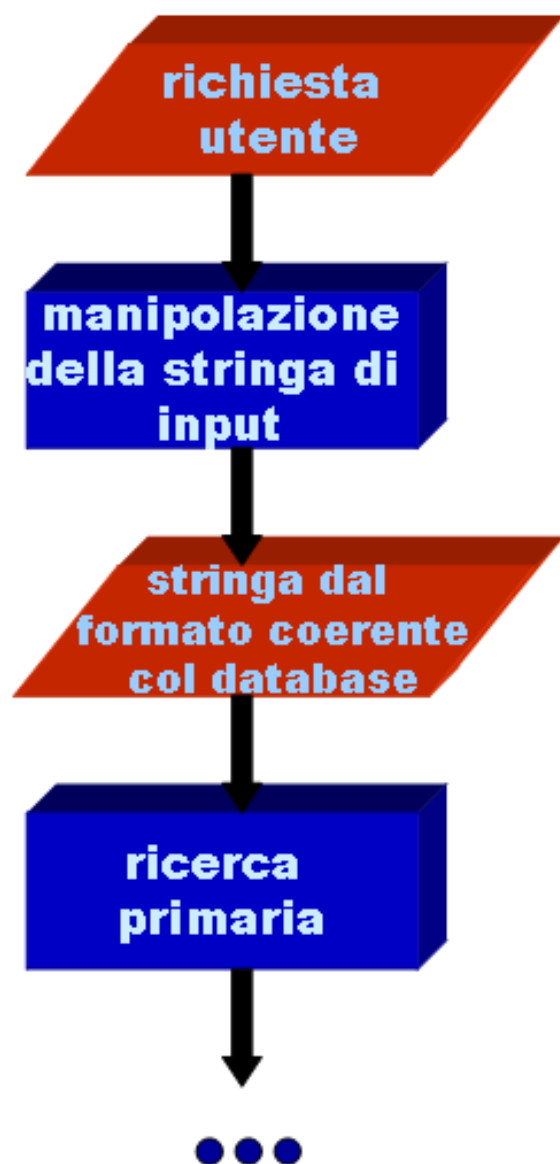 richiesta
utente
manipolazione
della stringa di
input
stringa dal
formato coerente
col database
ricerca
primaria